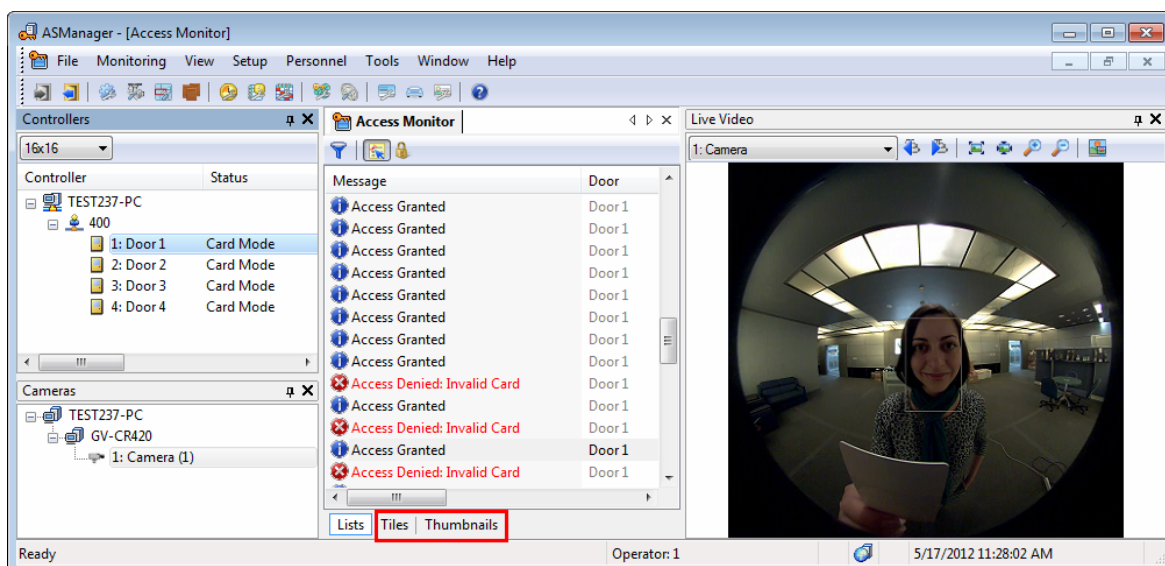 ASManager - [Access Monitor]
File Monitoring View Setup Personnel Tools Window Help
Controllers
16x16
Controller Status
TEST237-PC
400
1: Door 1 Card Mode
2: Door 2 Card Mode
3: Door 3 Card Mode
4: Door 4 Card Mode
Cameras
TEST237-PC
GV-CR420
1: Camera (1)
Access Monitor
Message Door
Access Granted Door 1
Access Granted Door 1
Access Granted Door 1
Access Granted Door 1
Access Granted Door 1
Access Granted Door 1
Access Granted Door 1
Access Granted Door 1
Access Denied: Invalid Card Door 1
Access Granted Door 1
Access Denied: Invalid Card Door 1
Access Granted Door 1
Access Denied: Invalid Card Door 1
Lists Tiles Thumbnails
Live Video
1: Camera
Ready Operator: 1 5/17/2012 11:28:02 AM